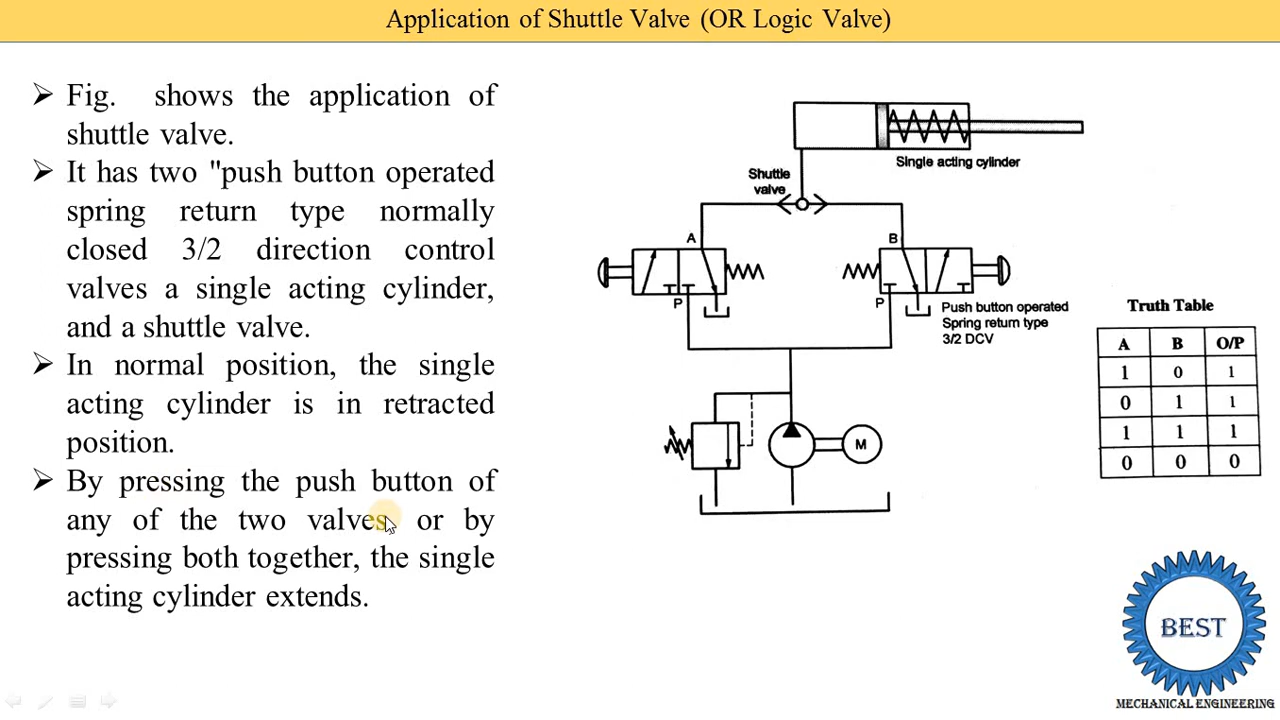 Application of Shuttle Valve (OR Logic Valve)
➢ Fig. shows the application of
shuttle valve.
➢ It has two "push button operated
spring return type normally
closed 3/2 direction control
valves a single acting cylinder,
and a shuttle valve.
➢ In normal position, the single
acting cylinder is in retracted
position.
➢ By pressing the push button of
any of the two valves, or by
pressing both together, the single
acting cylinder extends.
Single acting cylinder
Shuttle
valve
A
B
P
P
Push button operated
Spring return type
3/2 DCV
M
Truth Table
A B O/P
1 0 1
0 1 1
1 1 1
0 0 0
BEST
MECHANICAL ENGINEERING